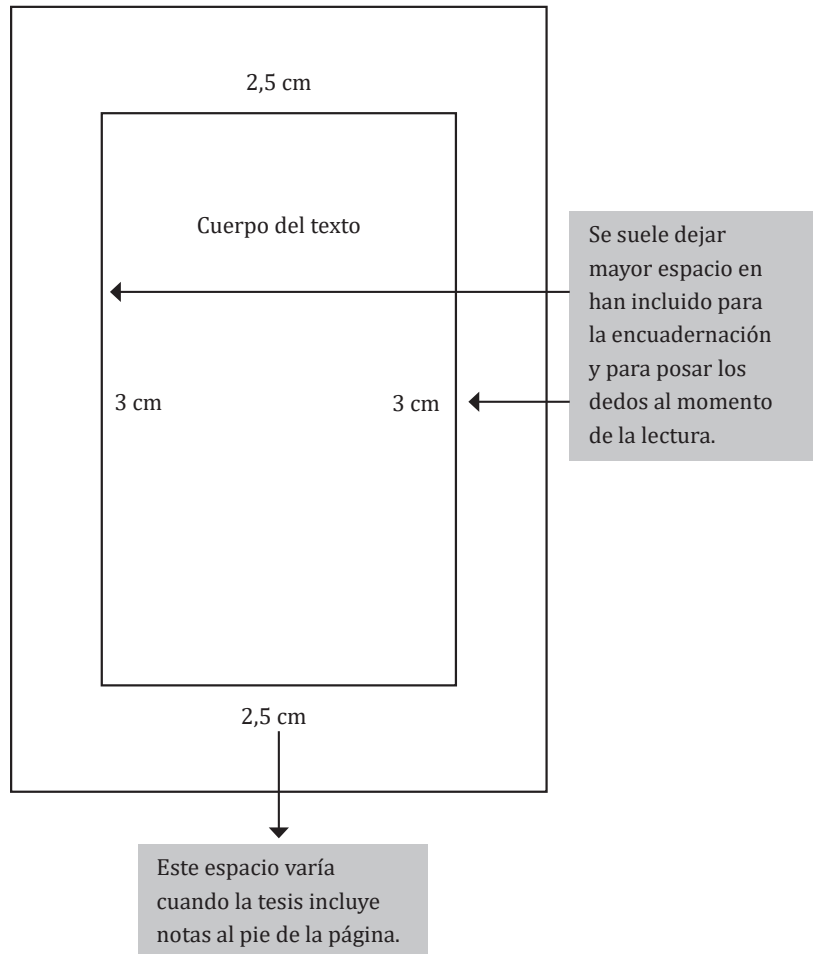 2,5 cm
Cuerpo del texto
Se suele dejar
mayor espacio en
han incluido para
la encuadernación
y para posar los
dedos al momento
de la lectura.
3 cm
3 cm
2,5 cm
Este espacio varía
cuando la tesis incluye
notas al pie de la página.